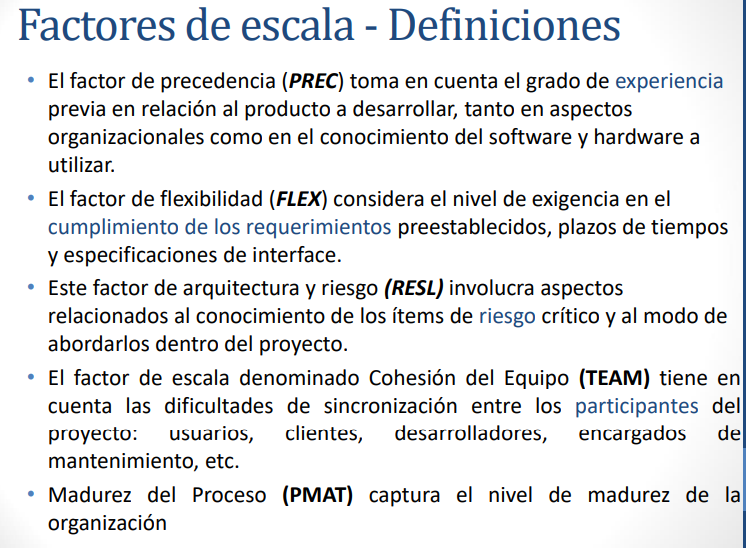 Factores de escala - Definiciones
• El factor de precedencia (PREC) toma en cuenta el grado de experiencia
previa en relación al producto a desarrollar, tanto en aspectos
organizacionales como en el conocimiento del software y hardware a
utilizar.
• El factor de flexibilidad (FLEX) considera el nivel de exigencia en el
cumplimiento de los requerimientos preestablecidos, plazos de tiempos
y especificaciones de interface.
• Este factor de arquitectura y riesgo (RESL) involucra aspectos
relacionados al conocimiento de los ítems de riesgo crítico y al modo de
abordarlos dentro del proyecto.
• El factor de escala denominado Cohesión del Equipo (TEAM) tiene en
cuenta las dificultades de sincronización entre los participantes del
proyecto: usuarios, clientes, desarrolladores, encargados de
mantenimiento, etc.
• Madurez del Proceso (PMAT) captura el nivel de madurez de la
organización